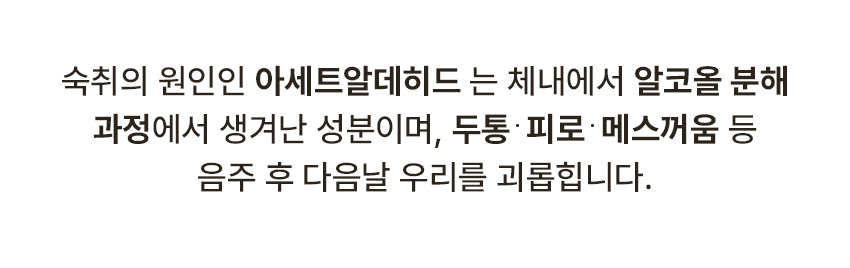 숙취의 원인인 아세트알데히드 는 체내에서 알코올 분해
과정에서 생겨난 성분이며, 두통·피로·메스꺼움 등
음주 후 다음날 우리를 괴롭힙니다.